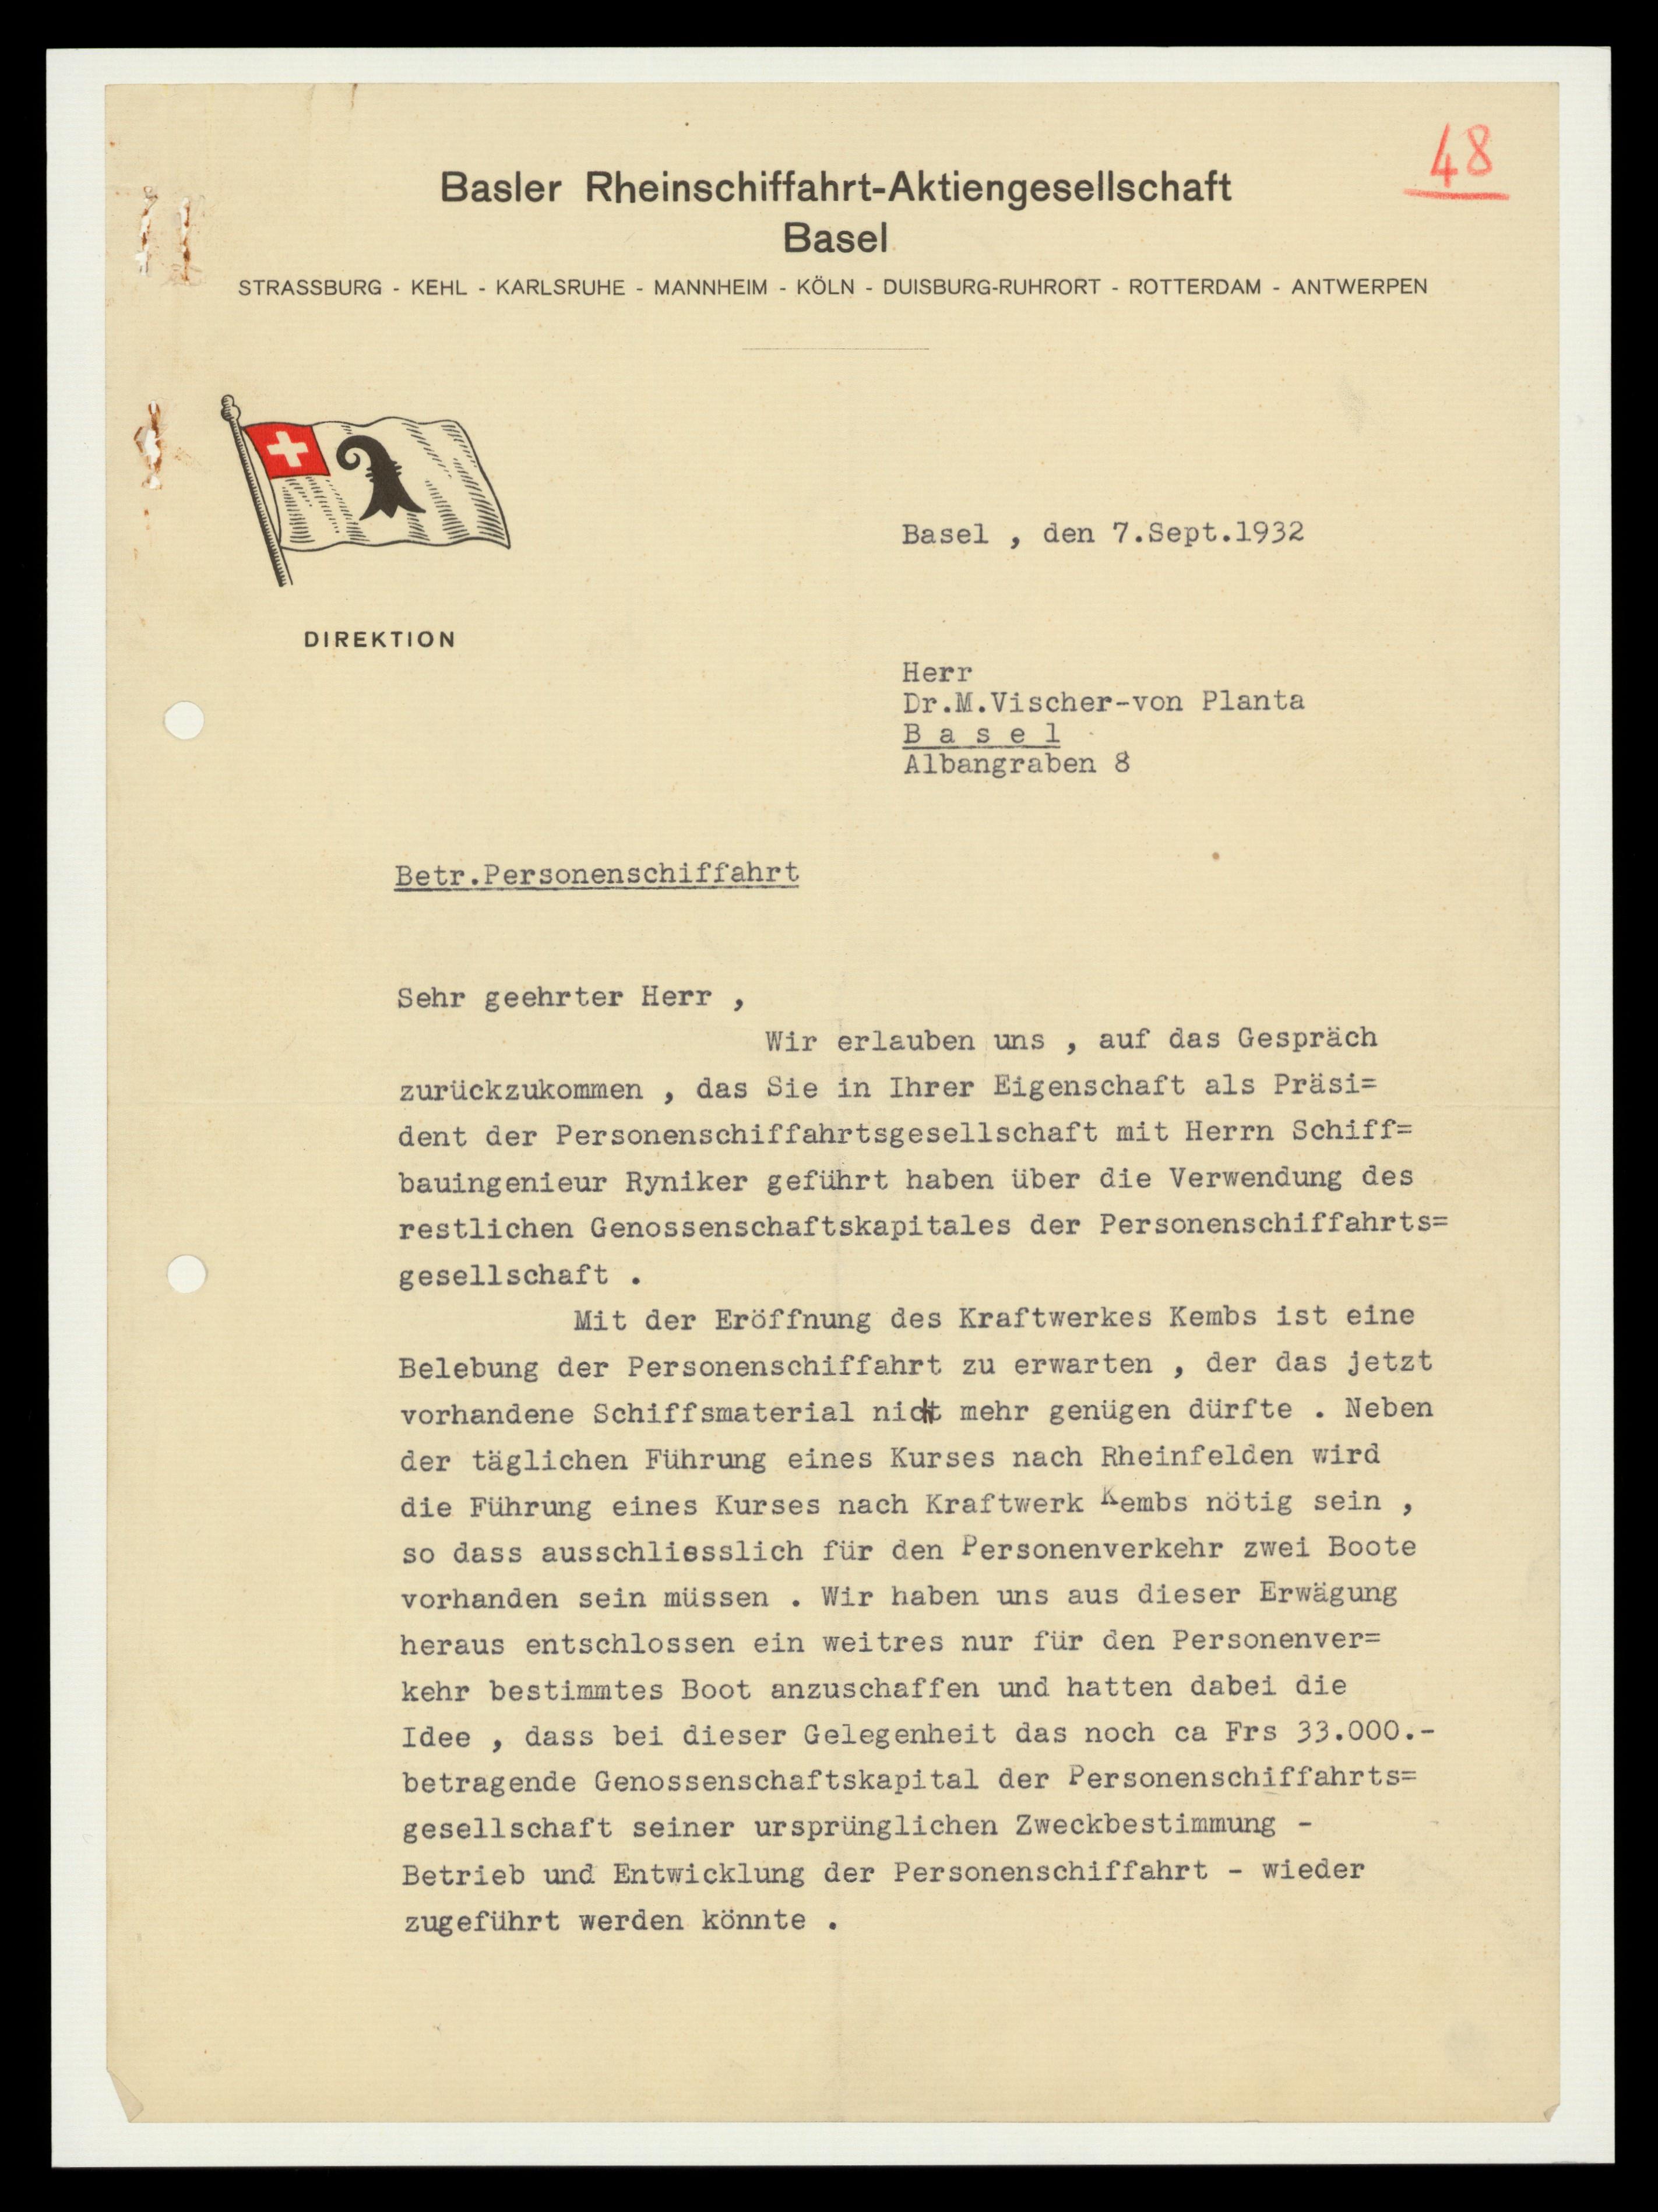 48
Basler Rheinschiffahrt-Aktiengesellschaft
Basel
STRASSBURG - KEHL - KARLSRUHE - MANNHEIM - KÖLN - DUISBURG-RUHRORT - ROTTERDAM - ANTWERPEN
DIREKTION
Basel , den 7.Sept.1932
Herr
Dr.M.Vischer-von Planta
B a s e l
Albangraben 8
Betr.Personenschiffahrt
Sehr geehrter Herr ,
Wir erlauben uns , auf das Gespräch
zurückzukommen , das Sie in Ihrer Eigenschaft als Präsi=
dent der Personenschiffahrtsgesellschaft mit Herrn Schiff=
bauingenieur Ryniker geführt haben über die Verwendung des
restlichen Genossenschaftskapitales der Personenschiffahrts=
gesellschaft .
Mit der Eröffnung des Kraftwerkes Kembs ist eine
Belebung der Personenschiffahrt zu erwarten , der das jetzt
vorhandene Schiffsmaterial nicht mehr genügen dürfte . Neben
der täglichen Führung eines Kurses nach Rheinfelden wird
die Führung eines Kurses nach Kraftwerk Kembs nötig sein ,
so dass ausschliesslich für den Personenverkehr zwei Boote
vorhanden sein müssen . Wir haben uns aus dieser Erwägung
heraus entschlossen ein weitres nur für den Personenver=
kehr bestimmtes Boot anzuschaffen und hatten dabei die
Idee , dass bei dieser Gelegenheit das noch ca Frs 33.000.-
betragende Genossenschaftskapital der Personenschiffahrts=
gesellschaft seiner ursprünglichen Zweckbestimmung -
Betrieb und Entwicklung der Personenschiffahrt - wieder
zugeführt werden könnte .